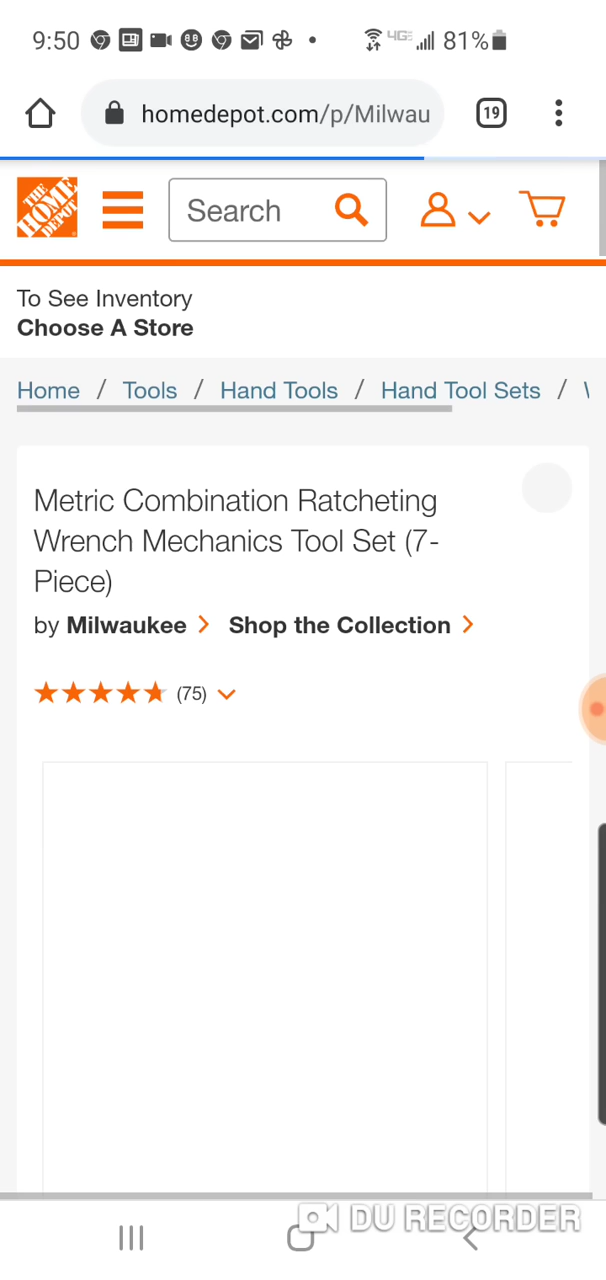 9:50 4GE 81%
homedepot.com/p/Milwau 19
THE HOME DEPOT Search
To See Inventory
Choose A Store
Home / Tools / Hand Tools / Hand Tool Sets /
Metric Combination Ratcheting
Wrench Mechanics Tool Set (7-
Piece)
by Milwaukee Shop the Collection
(75)
DU RECORDER